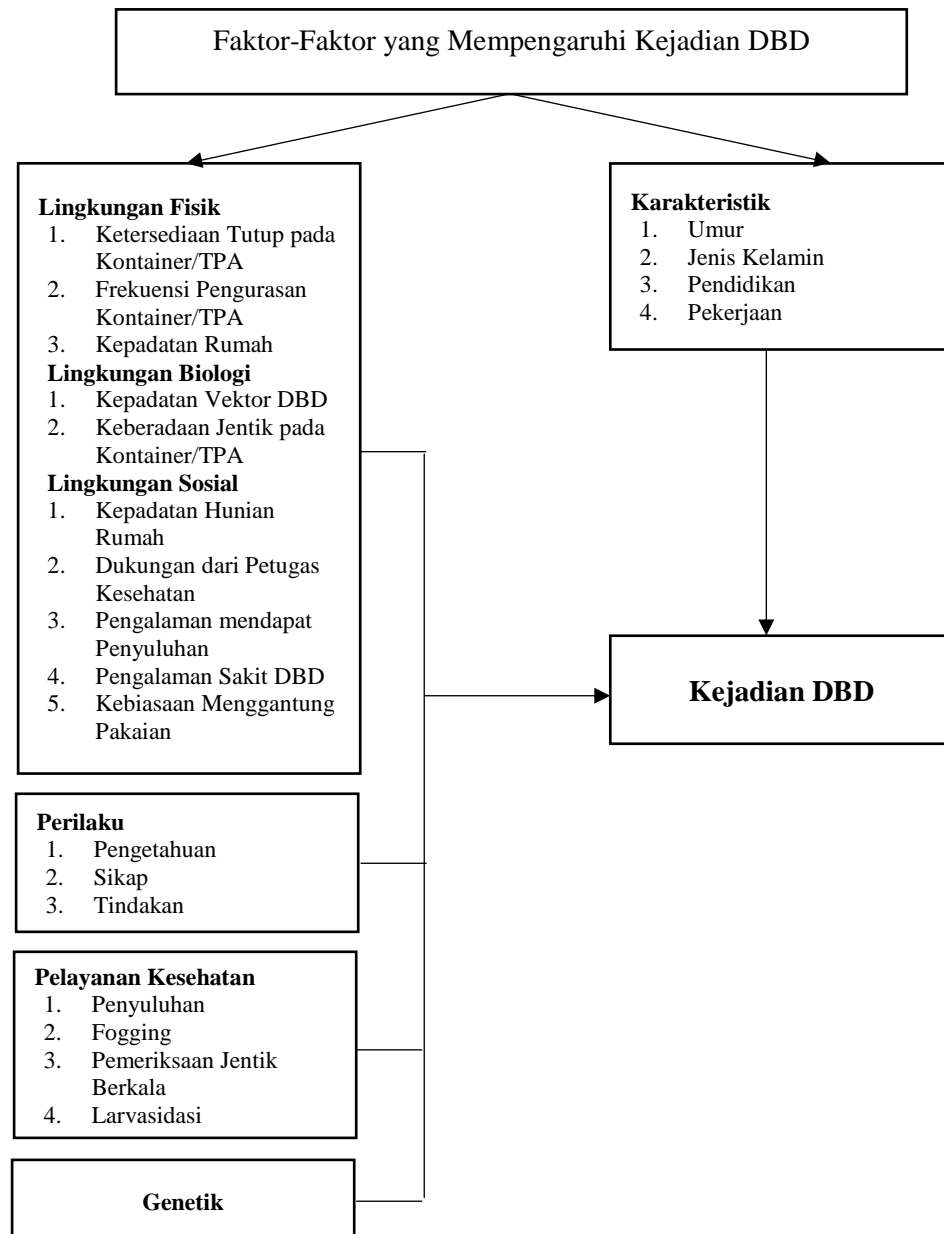 Faktor-Faktor yang Mempengaruhi Kejadian DBD
Lingkungan Fisik
1. Ketersediaan Tutup pada
Kontainer/TPA
2. Frekuensi Pengurasan
Kontainer/TPA
3. Kepadatan Rumah
Lingkungan Biologi
1. Kepadatan Vektor DBD
2. Keberadaan Jentik pada
Kontainer/TPA
Lingkungan Sosial
1. Kepadatan Hunian
Rumah
2. Dukungan dari Petugas
Kesehatan
3. Pengalaman mendapat
Penyuluhan
4. Pengalaman Sakit DBD
5. Kebiasaan Menggantung
Pakaian
Karakteristik
1. Umur
2. Jenis Kelamin
3. Pendidikan
4. Pekerjaan
Kejadian DBD
Perilaku
1. Pengetahuan
2. Sikap
3. Tindakan
Pelayanan Kesehatan
1. Penyuluhan
2. Fogging
3. Pemeriksaan Jentik
Berkala
4. Larvasidasi
Genetik